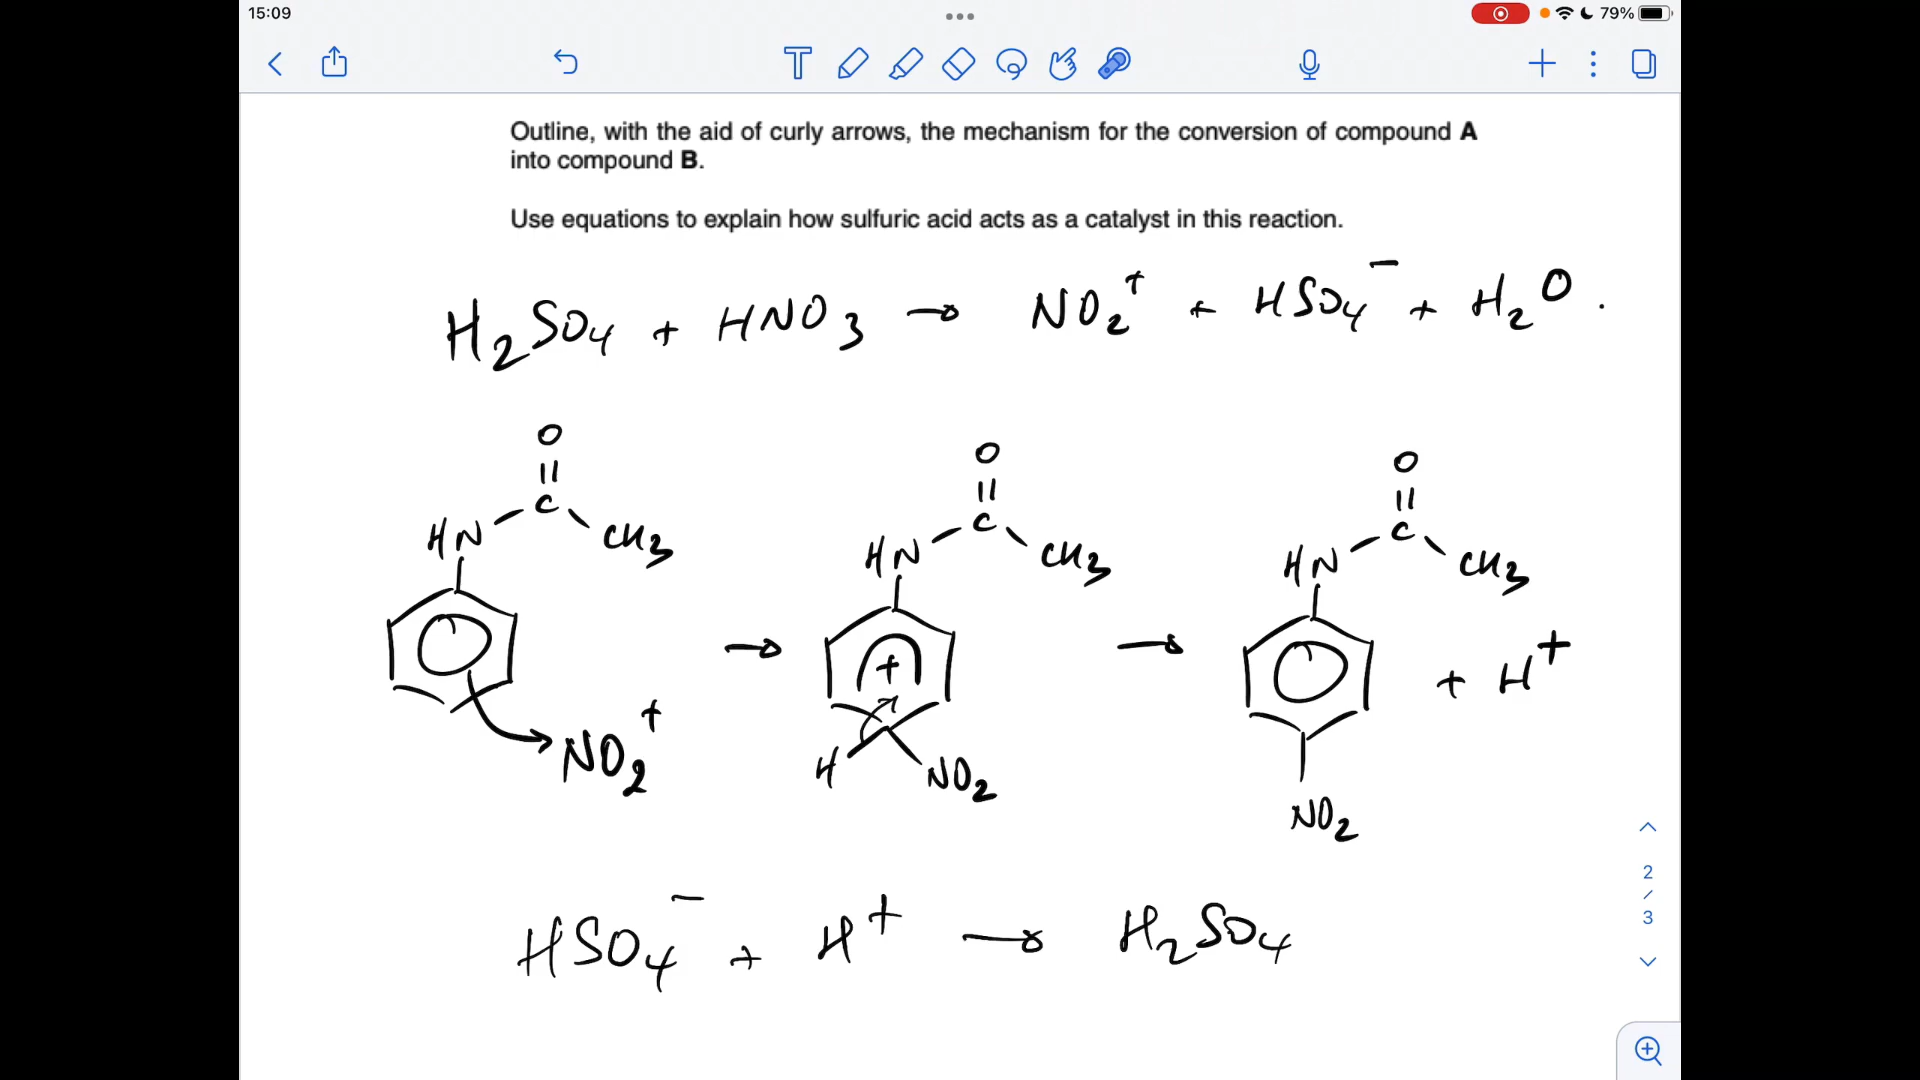 15:09
79%
T
Outline, with the aid of curly arrows, the mechanism for the conversion of compound A
into compound B.
Use equations to explain how sulfuric acid acts as a catalyst in this reaction.
H₂SO₄ + HNO₃ → NO₂⁺ + HSO₄⁻ + H₂O .
O
O
O
C
C
C
HN
CH₃
HN
CH₃
HN
CH₃
→
+
→
+ H⁺
NO₂⁺
H
NO₂
NO₂
HSO₄⁻ + H⁺ → H₂SO₄
2
/
3